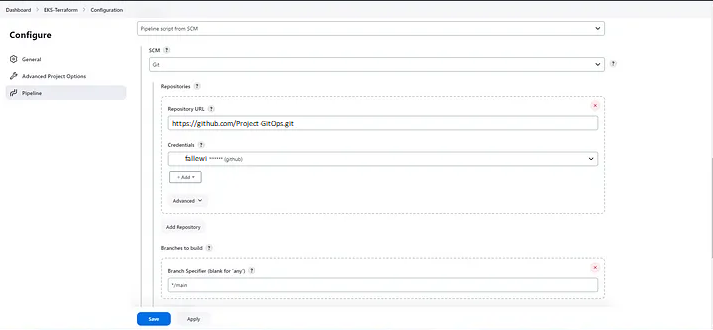 Dashboard > EKS-Terraform > Configuration
Configure
General
Advanced Project Options
Pipeline
Pipeline script from SCM
SCM ?
Git
?
Repositories ?
Repository URL ?
https://github.com/Project-GitOps.git
Credentials ?
fallewi ****** (github)
+ Add
Advanced
Add Repository
Branches to build ?
Branch Specifier (blank for 'any') ?
*/main
Save
Apply